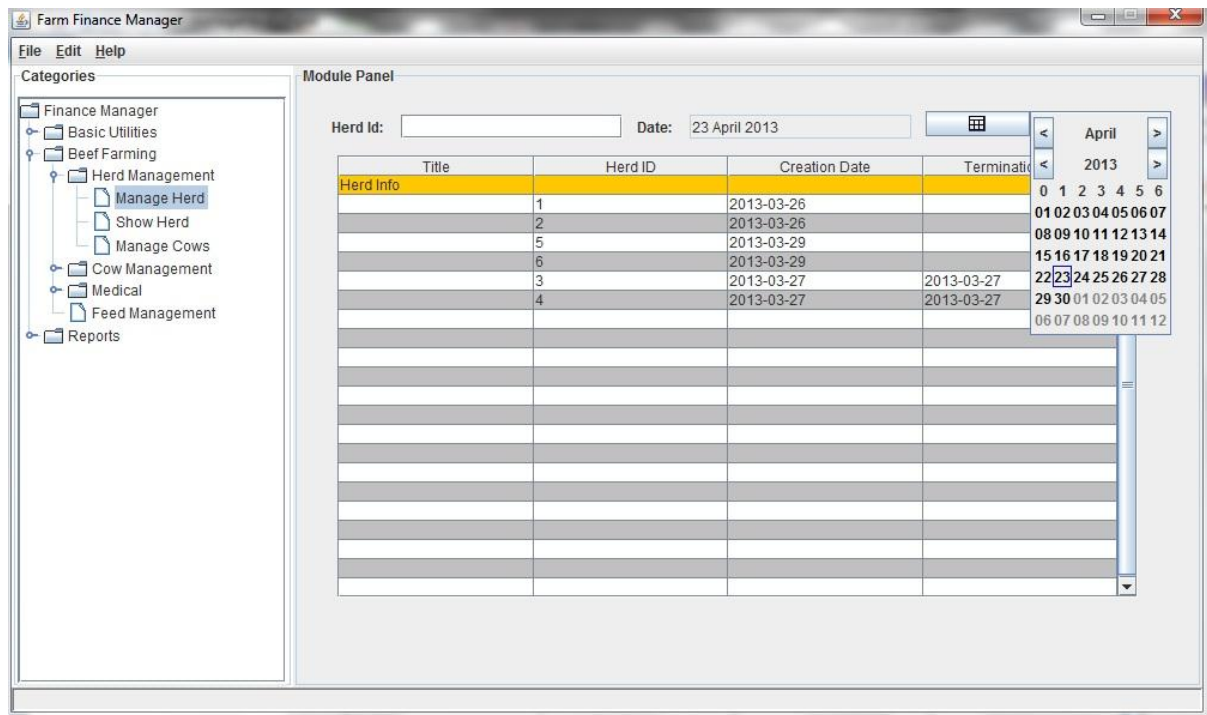 Farm Finance Manager
File Edit Help
Categories
Finance Manager
Basic Utilities
Beef Farming
Herd Management
Manage Herd
Show Herd
Manage Cows
Cow Management
Medical
Feed Management
Reports
Module Panel
Herd Id: Date: 23 April 2013
Title Herd ID Creation Date
Herd Info
1 2013-03-26
2 2013-03-26
5 2013-03-29
6 2013-03-29
3 2013-03-27 2013-03-27
4 2013-03-27 2013-03-27
< April >
< 2013 >
0 1 2 3 4 5 6
01 02 03 04 05 06 07
08 09 10 11 12 13 14
15 16 17 18 19 20 21
22 23 24 25 26 27 28
29 30 01 02 03 04 05
06 07 08 09 10 11 12